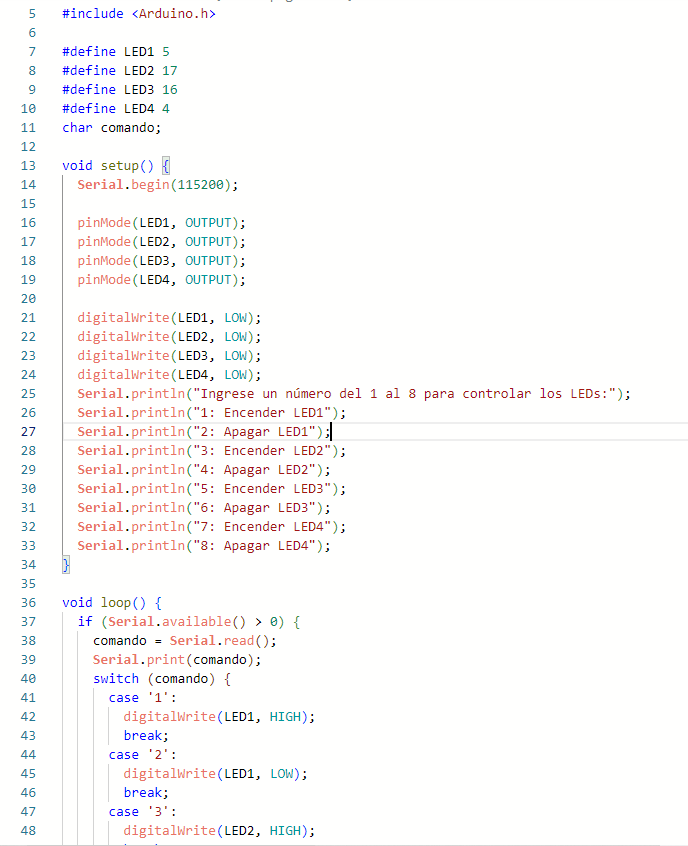 5 #include <Arduino.h>
6
7 #define LED1 5
8 #define LED2 17
9 #define LED3 16
10 #define LED4 4
11 char comando;
12
13 void setup() {
14   Serial.begin(115200);
15
16   pinMode(LED1, OUTPUT);
17   pinMode(LED2, OUTPUT);
18   pinMode(LED3, OUTPUT);
19   pinMode(LED4, OUTPUT);
20
21   digitalWrite(LED1, LOW);
22   digitalWrite(LED2, LOW);
23   digitalWrite(LED3, LOW);
24   digitalWrite(LED4, LOW);
25   Serial.println("Ingrese un número del 1 al 8 para controlar los LEDs:");
26   Serial.println("1: Encender LED1");
27   Serial.println("2: Apagar LED1");
28   Serial.println("3: Encender LED2");
29   Serial.println("4: Apagar LED2");
30   Serial.println("5: Encender LED3");
31   Serial.println("6: Apagar LED3");
32   Serial.println("7: Encender LED4");
33   Serial.println("8: Apagar LED4");
34 }
35
36 void loop() {
37   if (Serial.available() > 0) {
38     comando = Serial.read();
39     Serial.print(comando);
40     switch (comando) {
41       case '1':
42         digitalWrite(LED1, HIGH);
43         break;
44       case '2':
45         digitalWrite(LED1, LOW);
46         break;
47       case '3':
48         digitalWrite(LED2, HIGH);